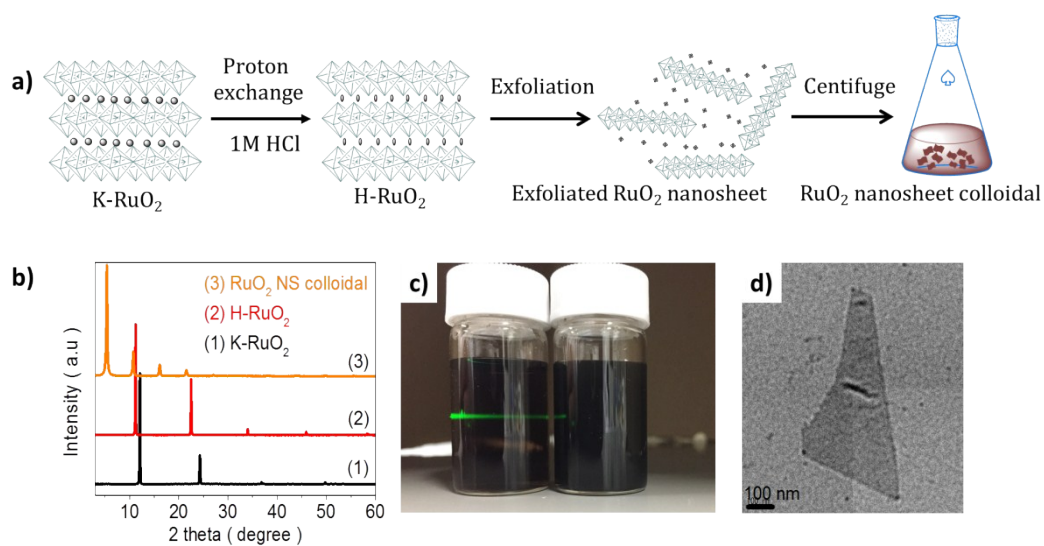 a)
Proton
exchange
1M HCl
Exfoliation
Centifuge
K-RuO₂
H-RuO₂
Exfoliated RuO₂ nanosheet
RuO₂ nanosheet colloidal
b)
(3) RuO₂ NS colloidal
(2) H-RuO₂
(1) K-RuO₂
(3)
(2)
(1)
Intensity ( a.u )
10 20 30 40 50 60
2 theta ( degree )
c)
d)
100 nm